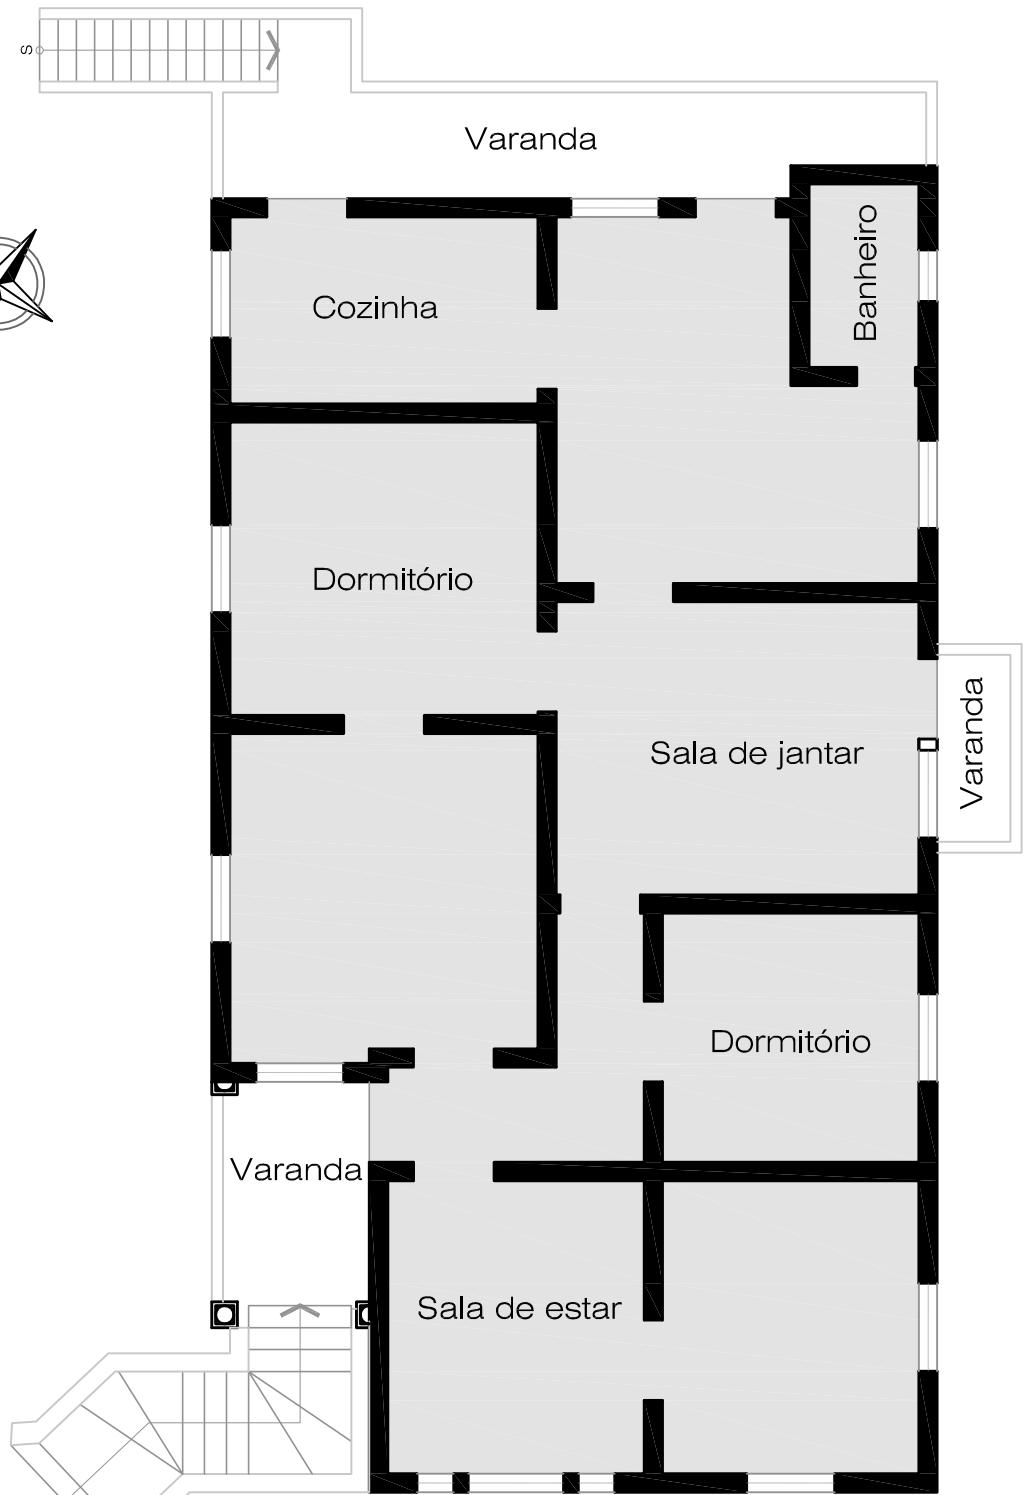 S
Varanda
Banheiro
Cozinha
Dormitório
Varanda
Sala de jantar
Dormitório
Varanda
Sala de estar